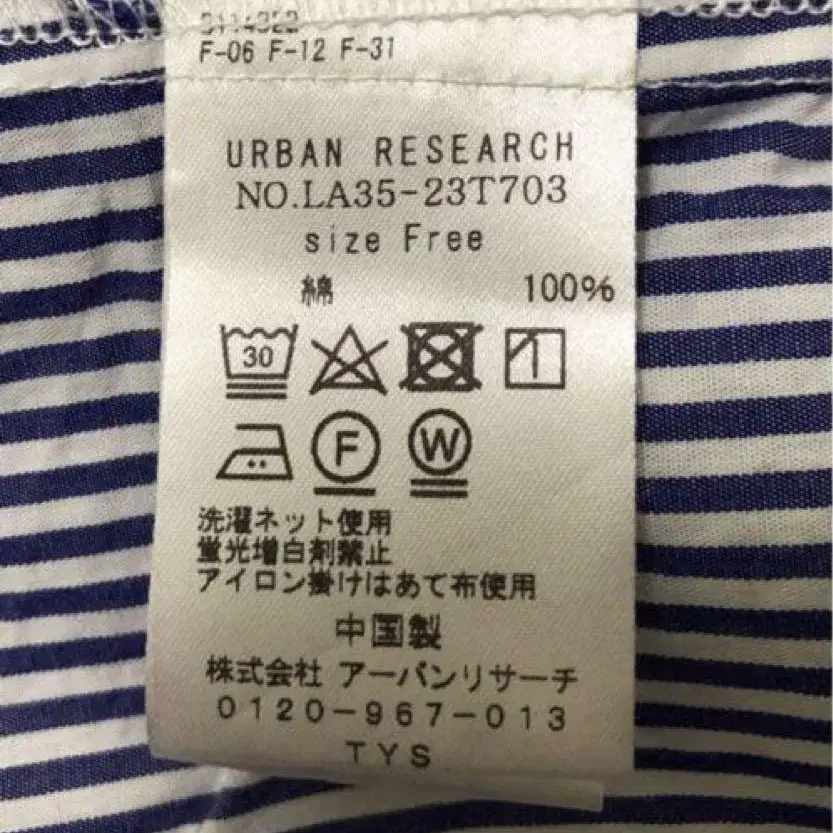 F-06 F-12 F-31
URBAN RESEARCH
NO.LA35-23T703
size Free
綿 100%
30
F W
洗濯ネット使用
蛍光増白剤禁止
アイロン掛けはあて布使用
中国製
株式会社 アーバンリサーチ
0120-967-013
TYS